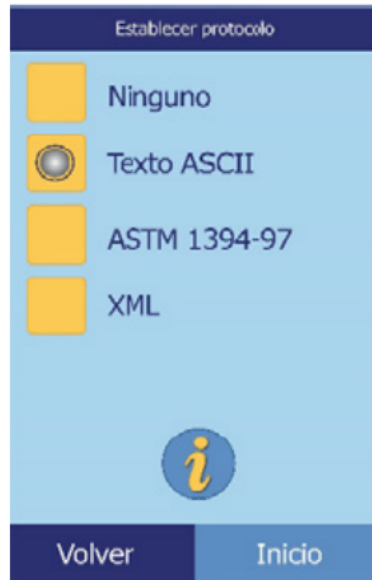 Establecer protocolo
Ninguno
Texto ASCII
ASTM 1394-97
XML
i
Volver Inicio